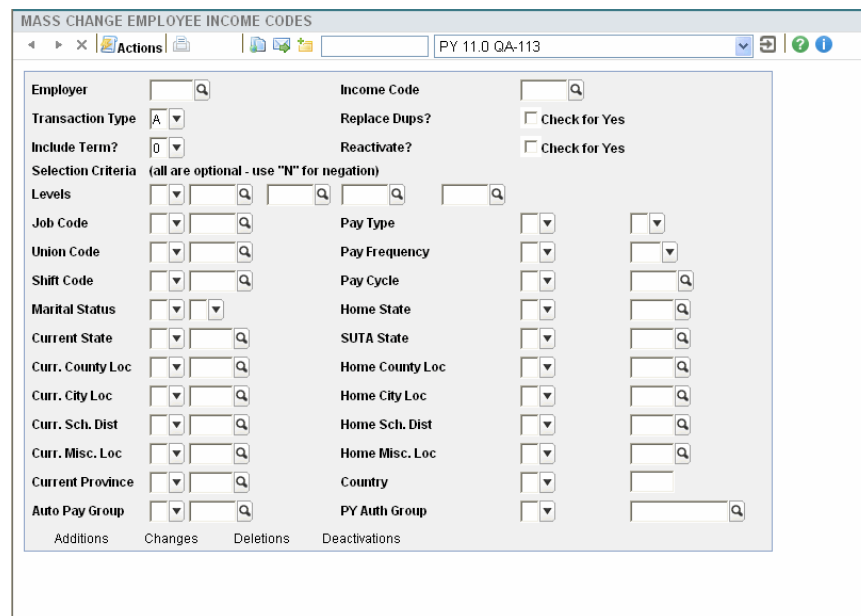 MASS CHANGE EMPLOYEE INCOME CODES
Actions PY 11.0 QA-113
Employer Income Code
Transaction Type A Replace Dups? Check for Yes
Include Term? 0 Reactivate? Check for Yes
Selection Criteria (all are optional - use "N" for negation)
Levels
Job Code Pay Type
Union Code Pay Frequency
Shift Code Pay Cycle
Marital Status Home State
Current State SUTA State
Curr. County Loc Home County Loc
Curr. City Loc Home City Loc
Curr. Sch. Dist Home Sch. Dist
Curr. Misc. Loc Home Misc. Loc
Current Province Country
Auto Pay Group PY Auth Group
Additions Changes Deletions Deactivations